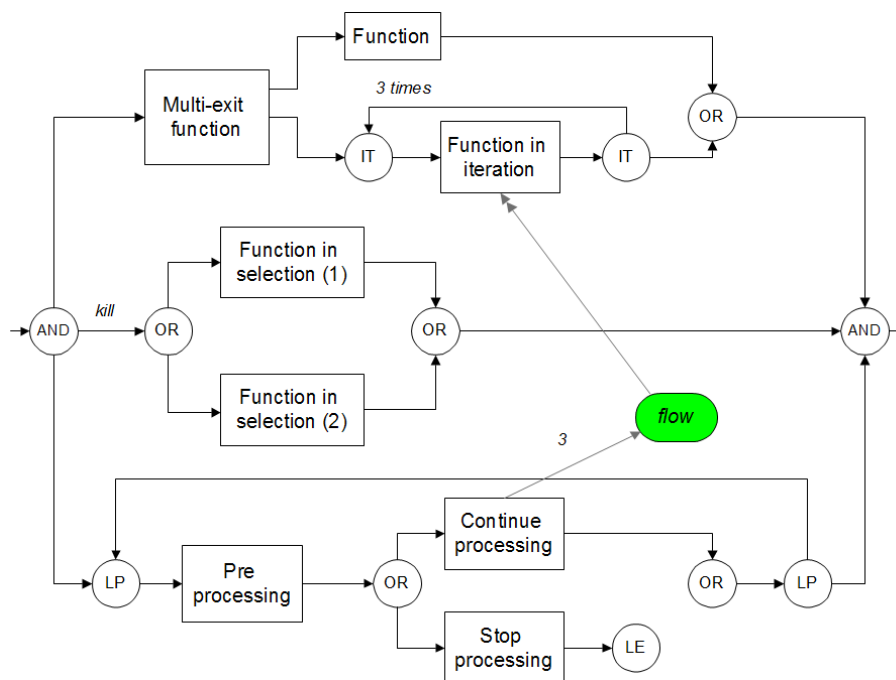 Function
3 times
Multi-exit
function
OR
IT
Function in
iteration
IT
Function in
selection (1)
kill
AND
OR
OR
AND
Function in
selection (2)
flow
3
Continue
processing
LP
Pre
processing
OR
OR
LP
Stop
processing
LE